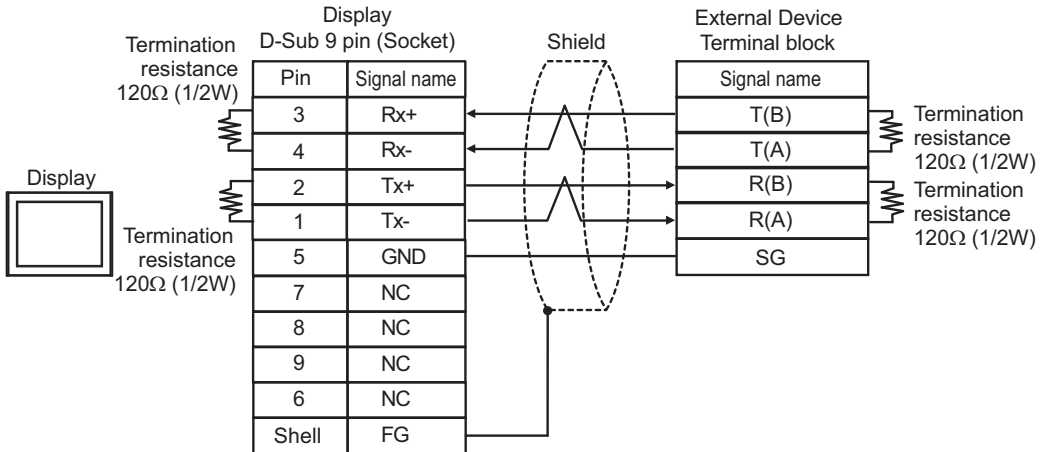 Display
D-Sub 9 pin (Socket)
Shield
External Device
Terminal block
Termination
resistance
120Ω (1/2W)
Pin Signal name
Signal name
3 Rx+
T(B)
Termination
resistance
120Ω (1/2W)
4 Rx-
T(A)
Display
2 Tx+
R(B)
Termination
resistance
120Ω (1/2W)
1 Tx-
R(A)
Termination
resistance
120Ω (1/2W)
5 GND
SG
7 NC
8 NC
9 NC
6 NC
Shell FG